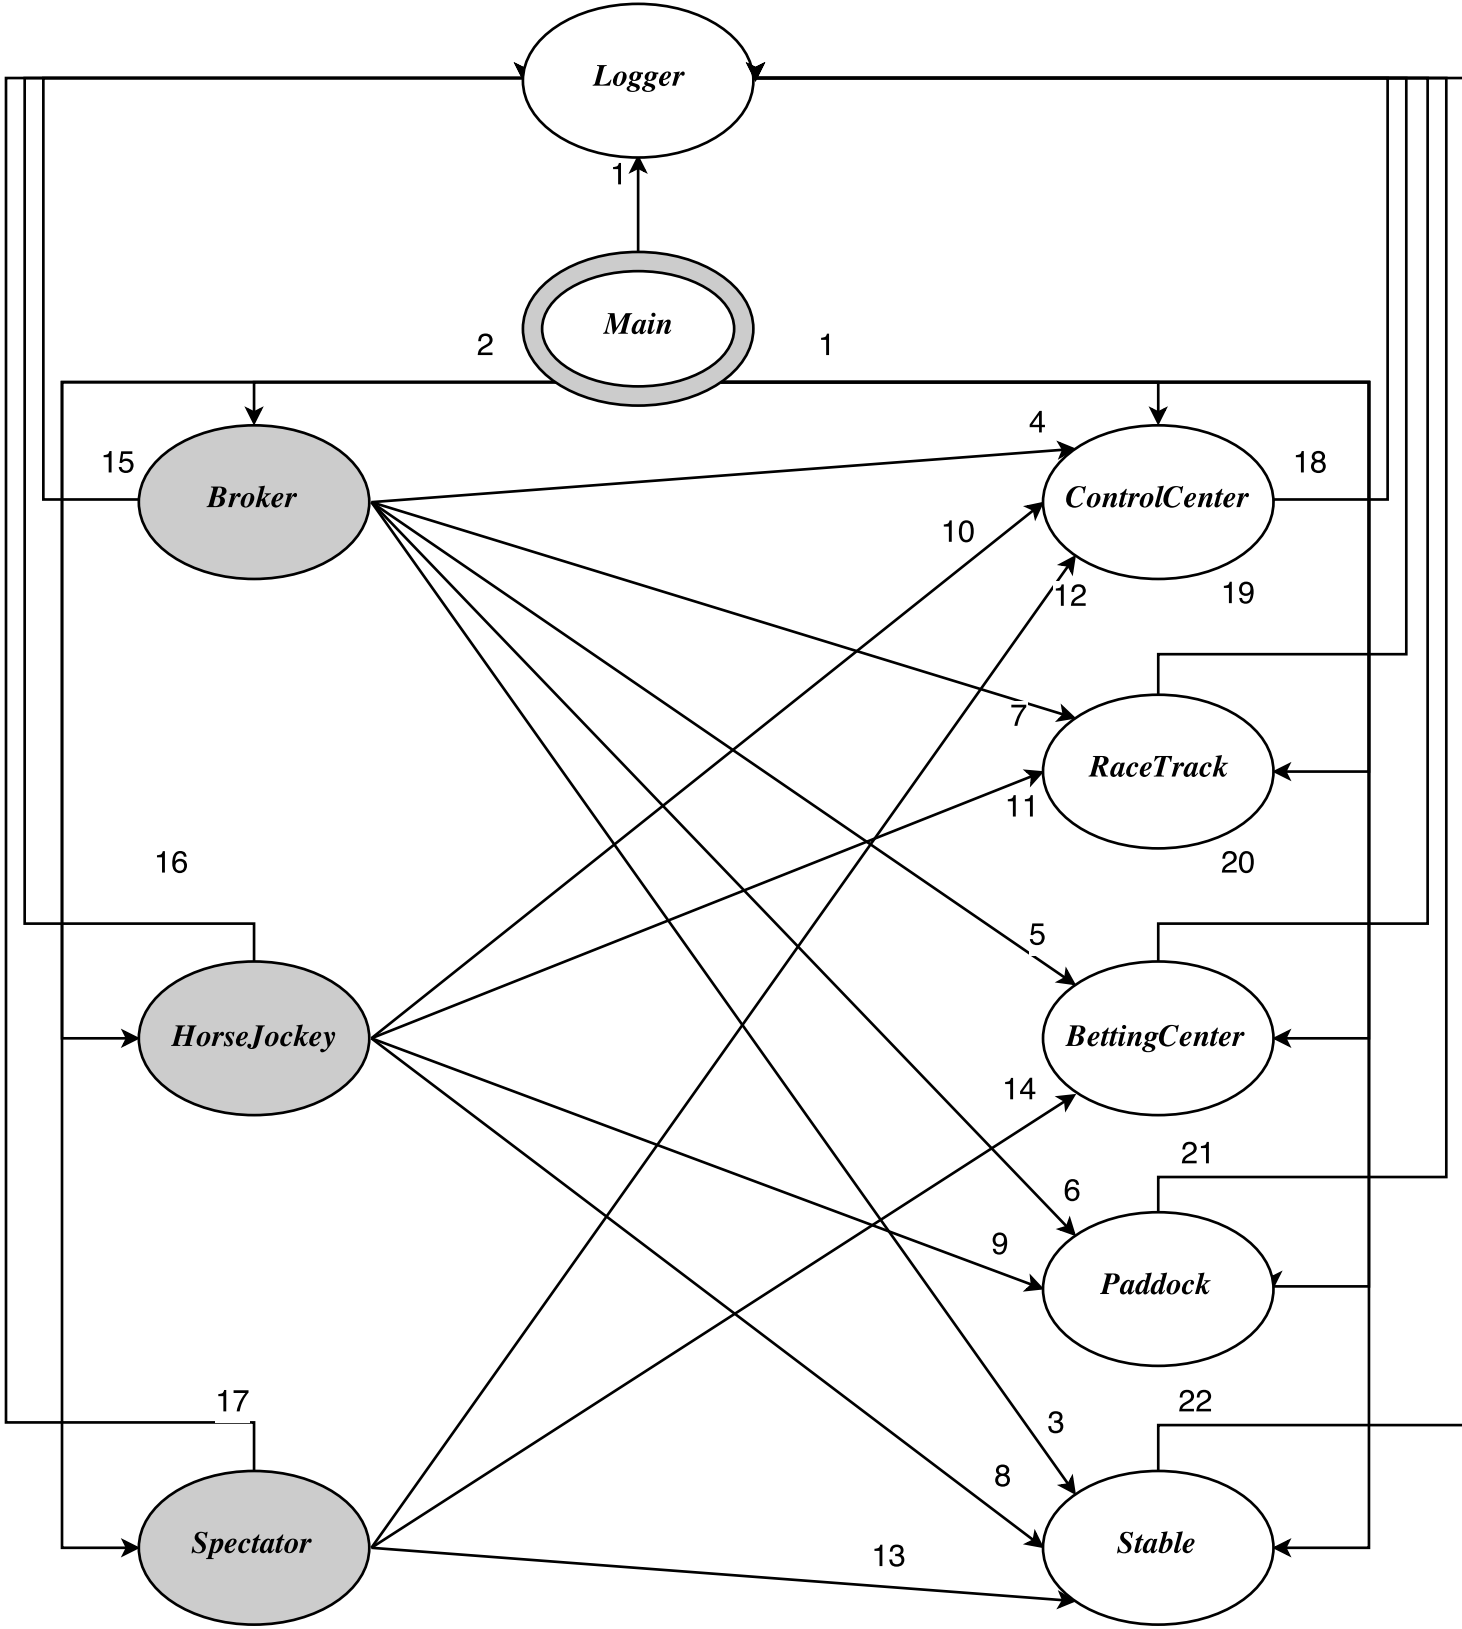 Logger
1
Main
2
1
4
15
Broker
ControlCenter
18
10
12
19
7
RaceTrack
11
16
20
5
HorseJockey
BettingCenter
14
21
6
9
Paddock
17
22
3
8
Spectator
Stable
13